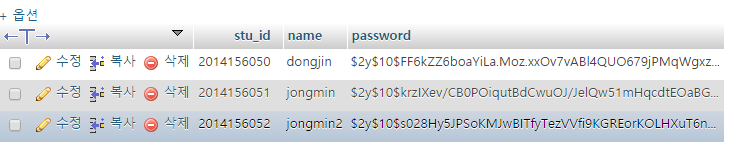 + 옵션
←T→ stu_id name password
수정 복사 삭제 2014156050 dongjin $2y$10$FF6kZZ6boaYiLa.Moz.xxOv7vABl4QUO679jPMqWgxz...
수정 복사 삭제 2014156051 jongmin $2y$10$krzIXev/CB0POiqutBdCwuOJ/JeIQw51mHqcdtEOaBG...
수정 복사 삭제 2014156052 jongmin2 $2y$10$s028Hy5JPSoKMJwBITfyTezVVfi9KGREorKOLHXuT6n...